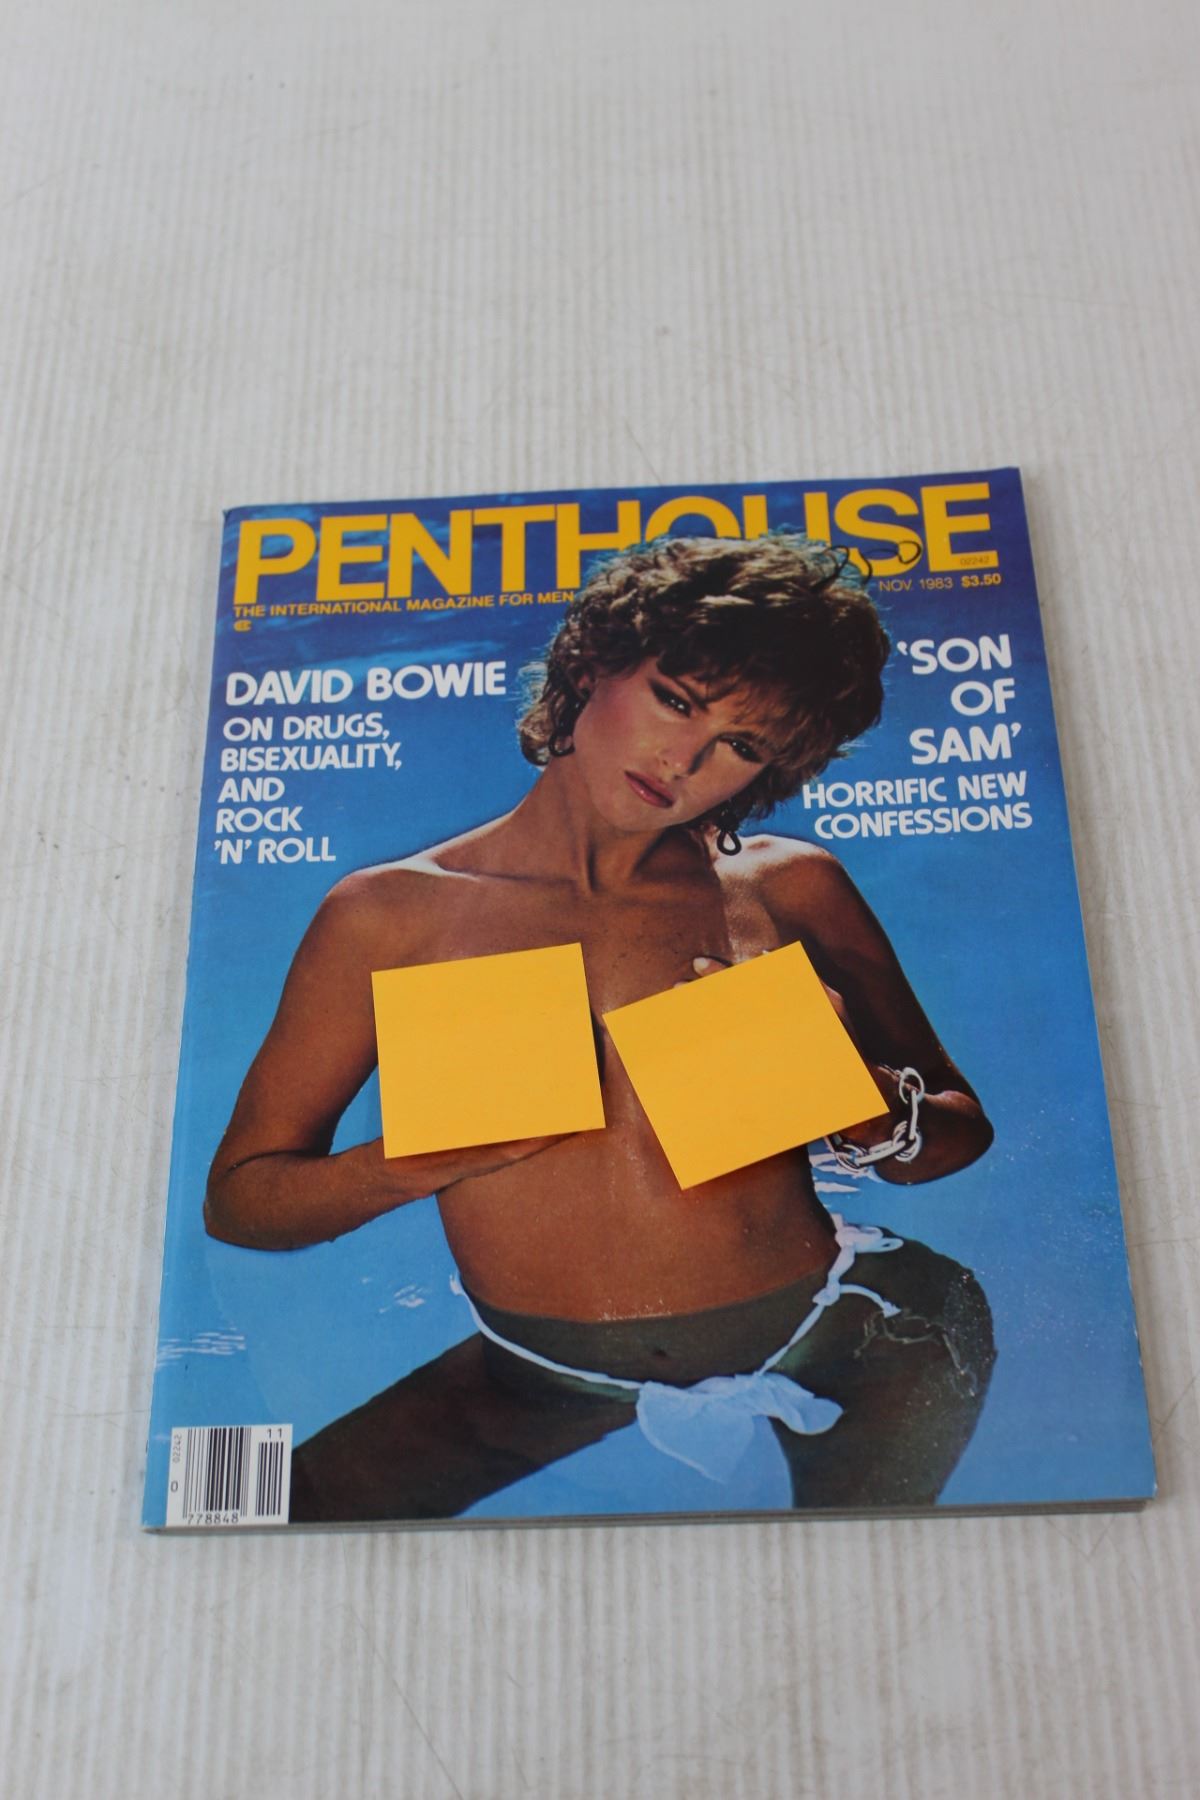 PENTHOUSE
THE INTERNATIONAL MAGAZINE FOR MEN
02242
NOV. 1983 $3.50
DAVID BOWIE
ON DRUGS,
BISEXUALITY,
AND
ROCK
'N' ROLL
'SON
OF
SAM'
HORRIFIC NEW
CONFESSIONS
02242
11
0
778848